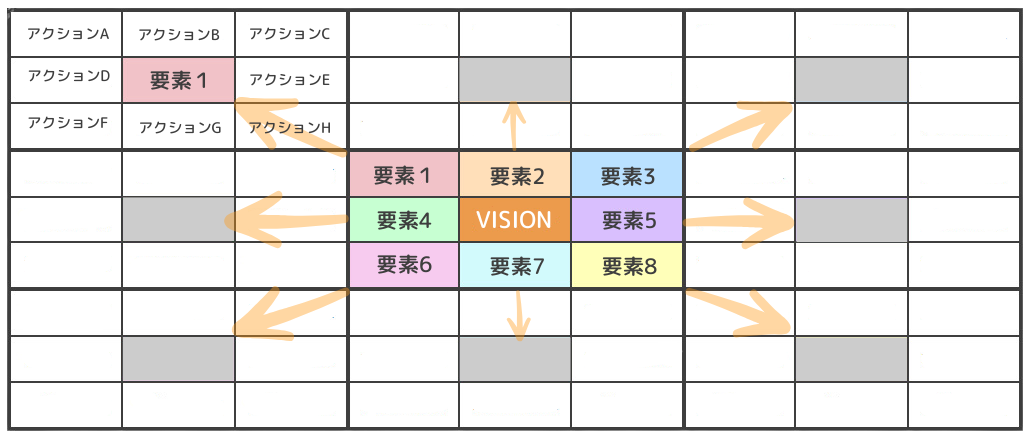 アクションA アクションB アクションC
アクションD 要素１ アクションE
アクションF アクションG アクションH
要素１ 要素2 要素3
要素4 VISION 要素5
要素6 要素7 要素8